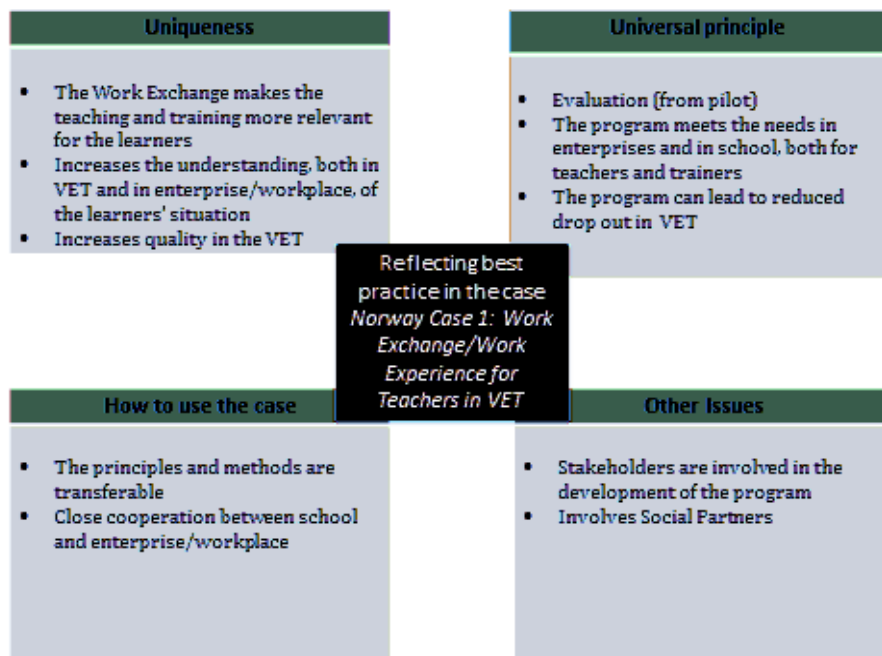 Uniqueness
• The Work Exchange makes the
teaching and training more relevant
for the learners
• Increases the understanding, both in
VET and in enterprise/workplace, of
the learners' situation
• Increases quality in the VET
Universal principle
• Evaluation (from pilot)
• The program meets the needs in
enterprises and in school, both for
teachers and trainers
• The program can lead to reduced
drop out in VET
Reflecting best
practice in the case
Norway Case 1: Work
Exchange/Work
Experience for
Teachers in VET
How to use the case
• The principles and methods are
transferable
• Close cooperation between school
and enterprise/workplace
Other Issues
• Stakeholders are involved in the
development of the program
• Involves Social Partners